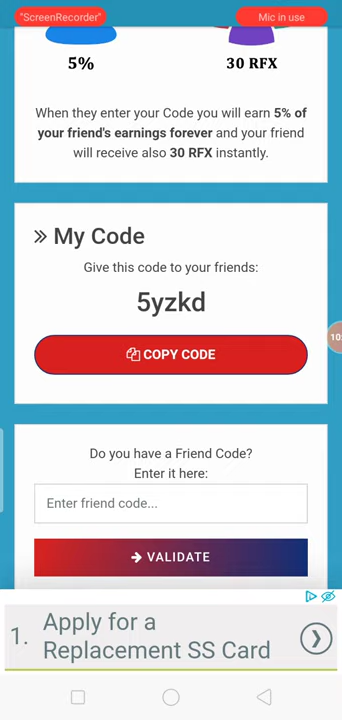 "ScreenRecorder"
Mic in use
5%
30 RFX
When they enter your Code you will earn 5% of
your friend's earnings forever and your friend
will receive also 30 RFX instantly.
» My Code
Give this code to your friends:
5yzkd
COPY CODE
10
Do you have a Friend Code?
Enter it here:
Enter friend code...
→ VALIDATE
1. Apply for a
Replacement SS Card